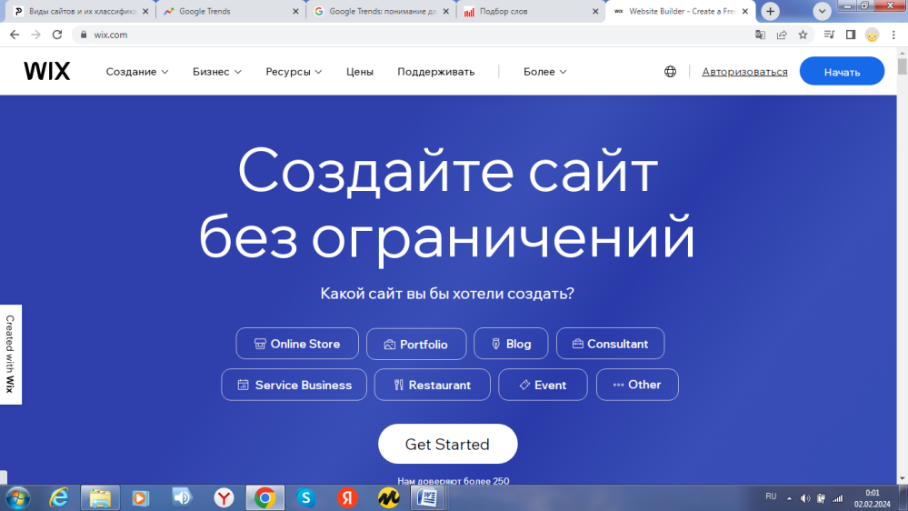 Виды сайтов и их классифик
Google Trends
Google Trends: понимание да
Подбор слов
Website Builder - Create a Fre
wix.com
WIX
Создание
Бизнес
Ресурсы
Цены
Поддерживать
Более
Авторизоваться
Начать
Создайте сайт
без ограничений
Какой сайт вы бы хотели создать?
Online Store
Portfolio
Blog
Consultant
Service Business
Restaurant
Event
Other
Get Started
Нам доверяют более 250
Created with Wix
RU
0:01
02.02.2024